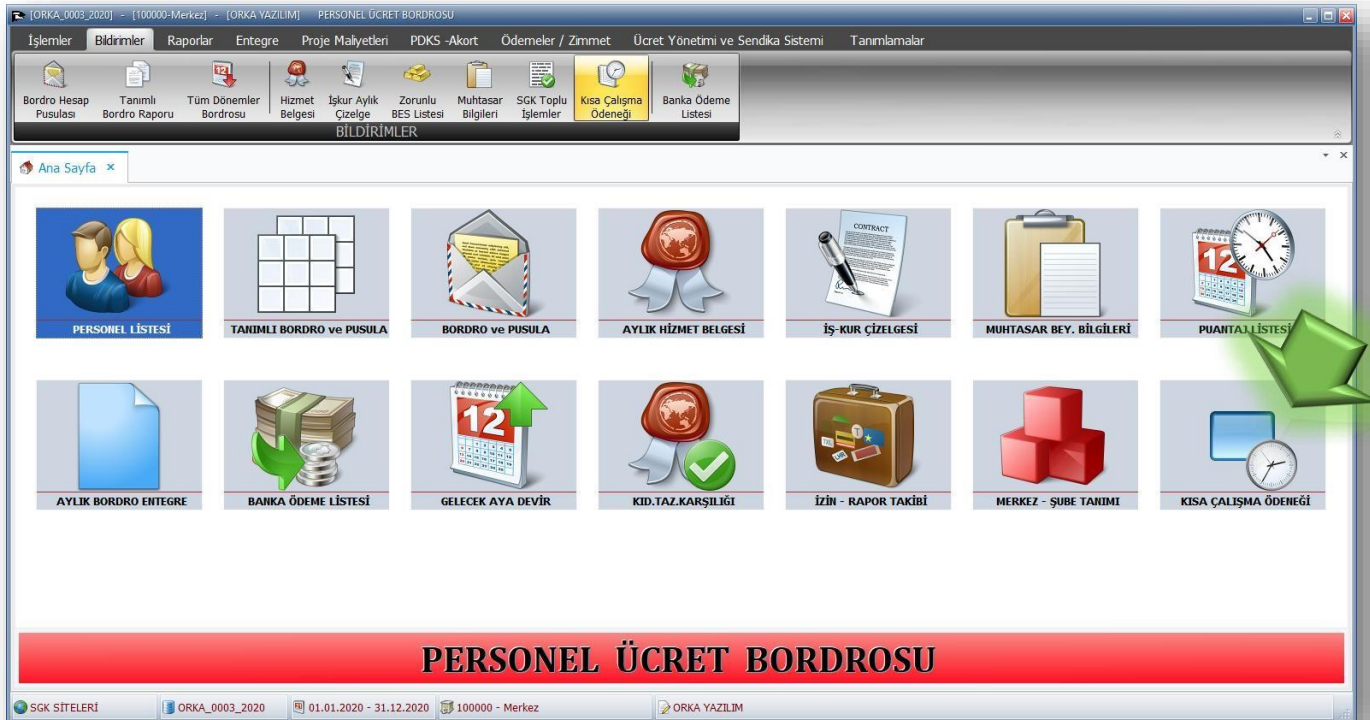 [ORKA_0003_2020] - [100000-Merkez] - [ORKA YAZILIM] PERSONEL ÜCRET BORDROSU
İşlemler Bildirimler Raporlar Entegre Proje Maliyetleri PDKS -Akort Ödemeler / Zimmet Ücret Yönetimi ve Sendika Sistemi Tanımlamalar
Bordro Hesap Tanımlı Tüm Dönemler Hizmet İşkur Aylık Zorunlu Muhtasar SGK Toplu Kısa Çalışma Banka Ödeme
Pusulası Bordro Raporu Bordrosu Belgesi Çizelge BES Listesi Bilgileri İşlemler Ödeneği Listesi
BİLDİRİMLER
Ana Sayfa
CONTRACT
12
PERSONEL LİSTESİ TANIMLI BORDRO ve PUSULA BORDRO ve PUSULA AYLIK HİZMET BELGESİ İŞ-KUR ÇİZELGESİ MUHTASAR BEY. BİLGİLERİ PUANTAJ LİSTESİ
12
AYLIK BORDRO ENTEGRE BANKA ÖDEME LİSTESİ GELECEK AYA DEVİR KID.TAZ.KARŞILIĞI İZİN - RAPOR TAKİBİ MERKEZ - ŞUBE TANIMI KISA ÇALIŞMA ÖDENEĞİ
PERSONEL ÜCRET BORDROSU
SGK SİTELERİ ORKA_0003_2020 01.01.2020 - 31.12.2020 100000 - Merkez ORKA YAZILIM